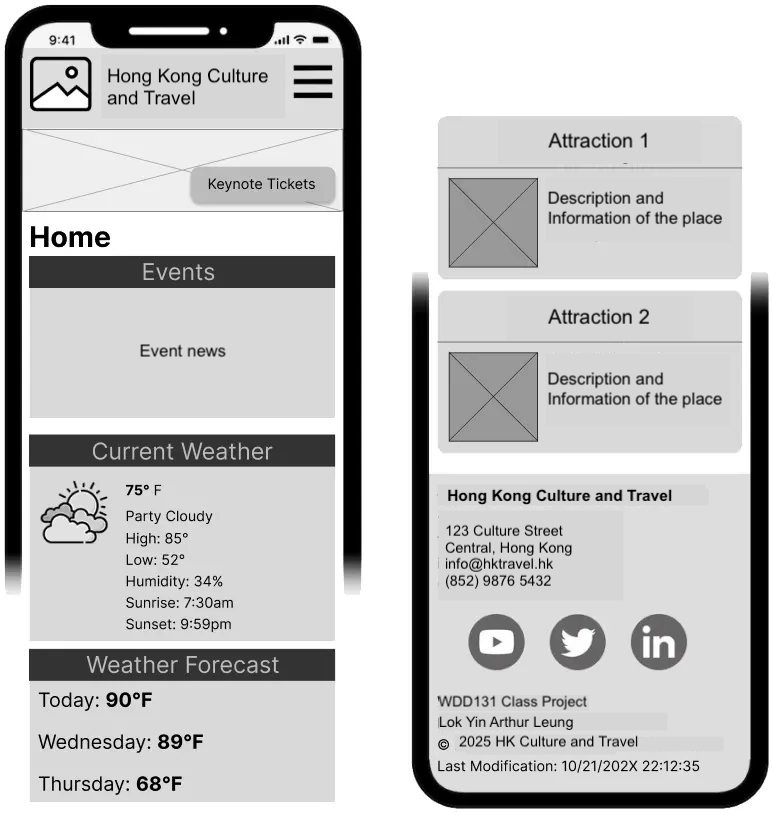 9:41
Hong Kong Culture
and Travel
Keynote Tickets
Home
Events
Event news
Current Weather
75° F
Party Cloudy
High: 85°
Low: 52°
Humidity: 34%
Sunrise: 7:30am
Sunset: 9:59pm
Weather Forecast
Today: 90°F
Wednesday: 89°F
Thursday: 68°F
Attraction 1
Description and
Information of the place
Attraction 2
Description and
Information of the place
Hong Kong Culture and Travel
123 Culture Street
Central, Hong Kong
info@hktravel.hk
(852) 9876 5432
in
WDD131 Class Project
Lok Yin Arthur Leung
© 2025 HK Culture and Travel
Last Modification: 10/21/202X 22:12:35